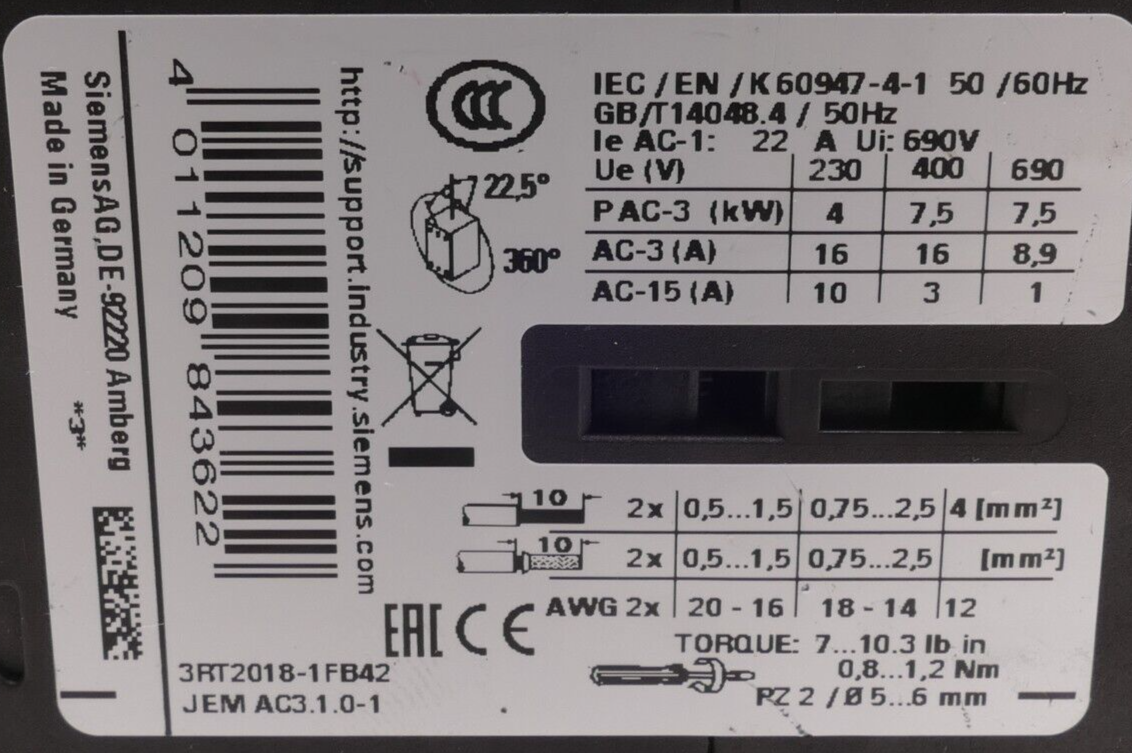 SiemensAG,DE-92220 Amberg
Made in Germany
*3*
4 011209 843622
http://support.industry.siemens.com
CCC
22,5°
360°
IEC / EN / K 60947-4-1 50 /60Hz
GB/T14048.4 / 50Hz
Ie AC-1: 22 A Ui: 690V
Ue (V) 230 400 690
P AC-3 (kW) 4 7,5 7,5
AC-3 (A) 16 16 8,9
AC-15 (A) 10 3 1
10 2x 0,5...1,5 0,75...2,5 4 [mm²]
10 2x 0,5...1,5 0,75...2,5 [mm²]
AWG 2x 20 - 16 18 - 14 12
EAC CE
TORQUE: 7...10.3 lb in
0,8...1,2 Nm
PZ 2 / Ø 5...6 mm
3RT2018-1FB42
JEM AC3.1.0-1